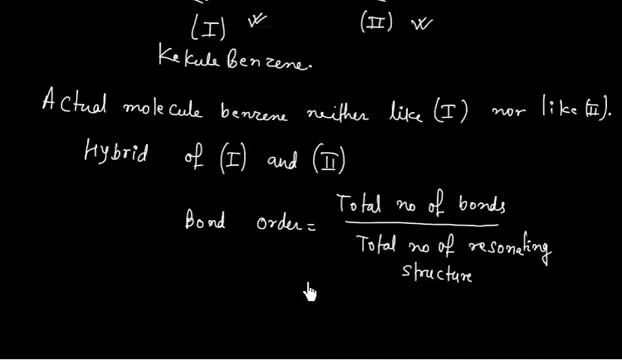 (I) (II)
Kekule Benzene.
Actual molecule benzene neither like (I) nor like (II).
Hybrid of (I) and (II)
Bond order = Total no of bonds
Total no of resonating
structure